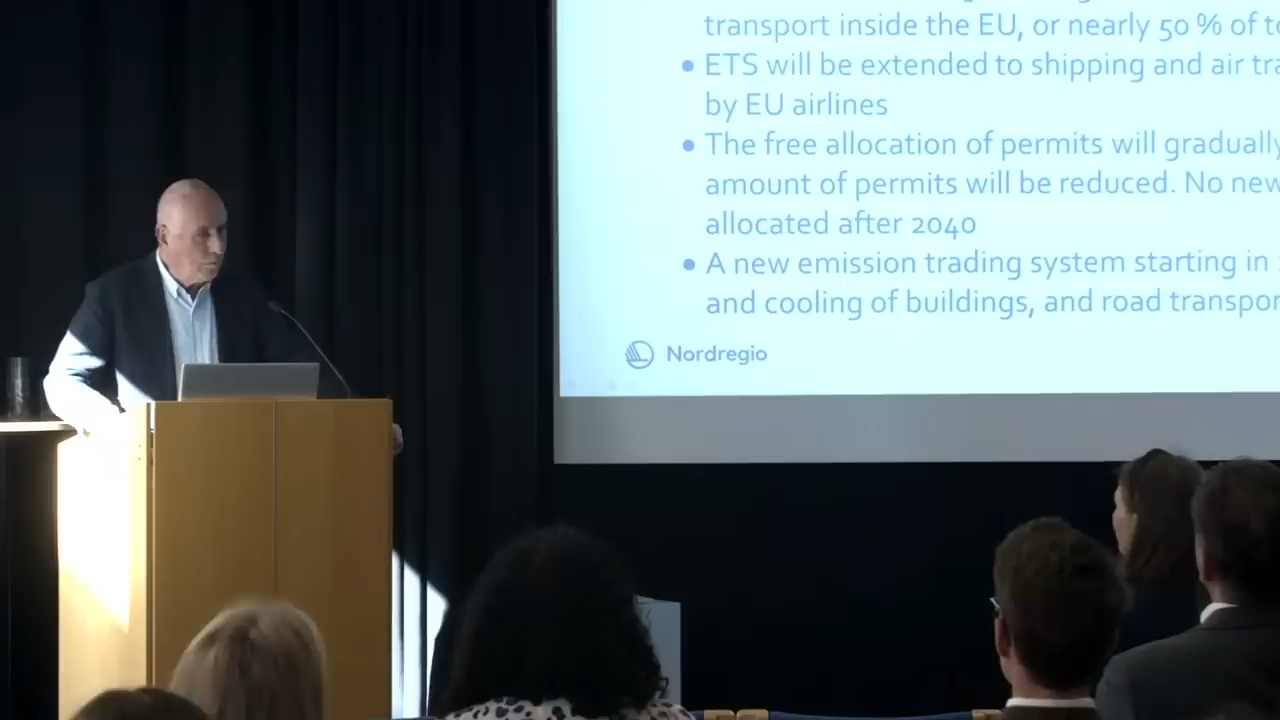 transport inside the EU, or nearly 50 % of
• ETS will be extended to shipping and air
by EU airlines
• The free allocation of permits will gradually
amount of permits will be reduced. No new
allocated after 2040
• A new emission trading system starting in
and cooling of buildings, and road
Nordregio